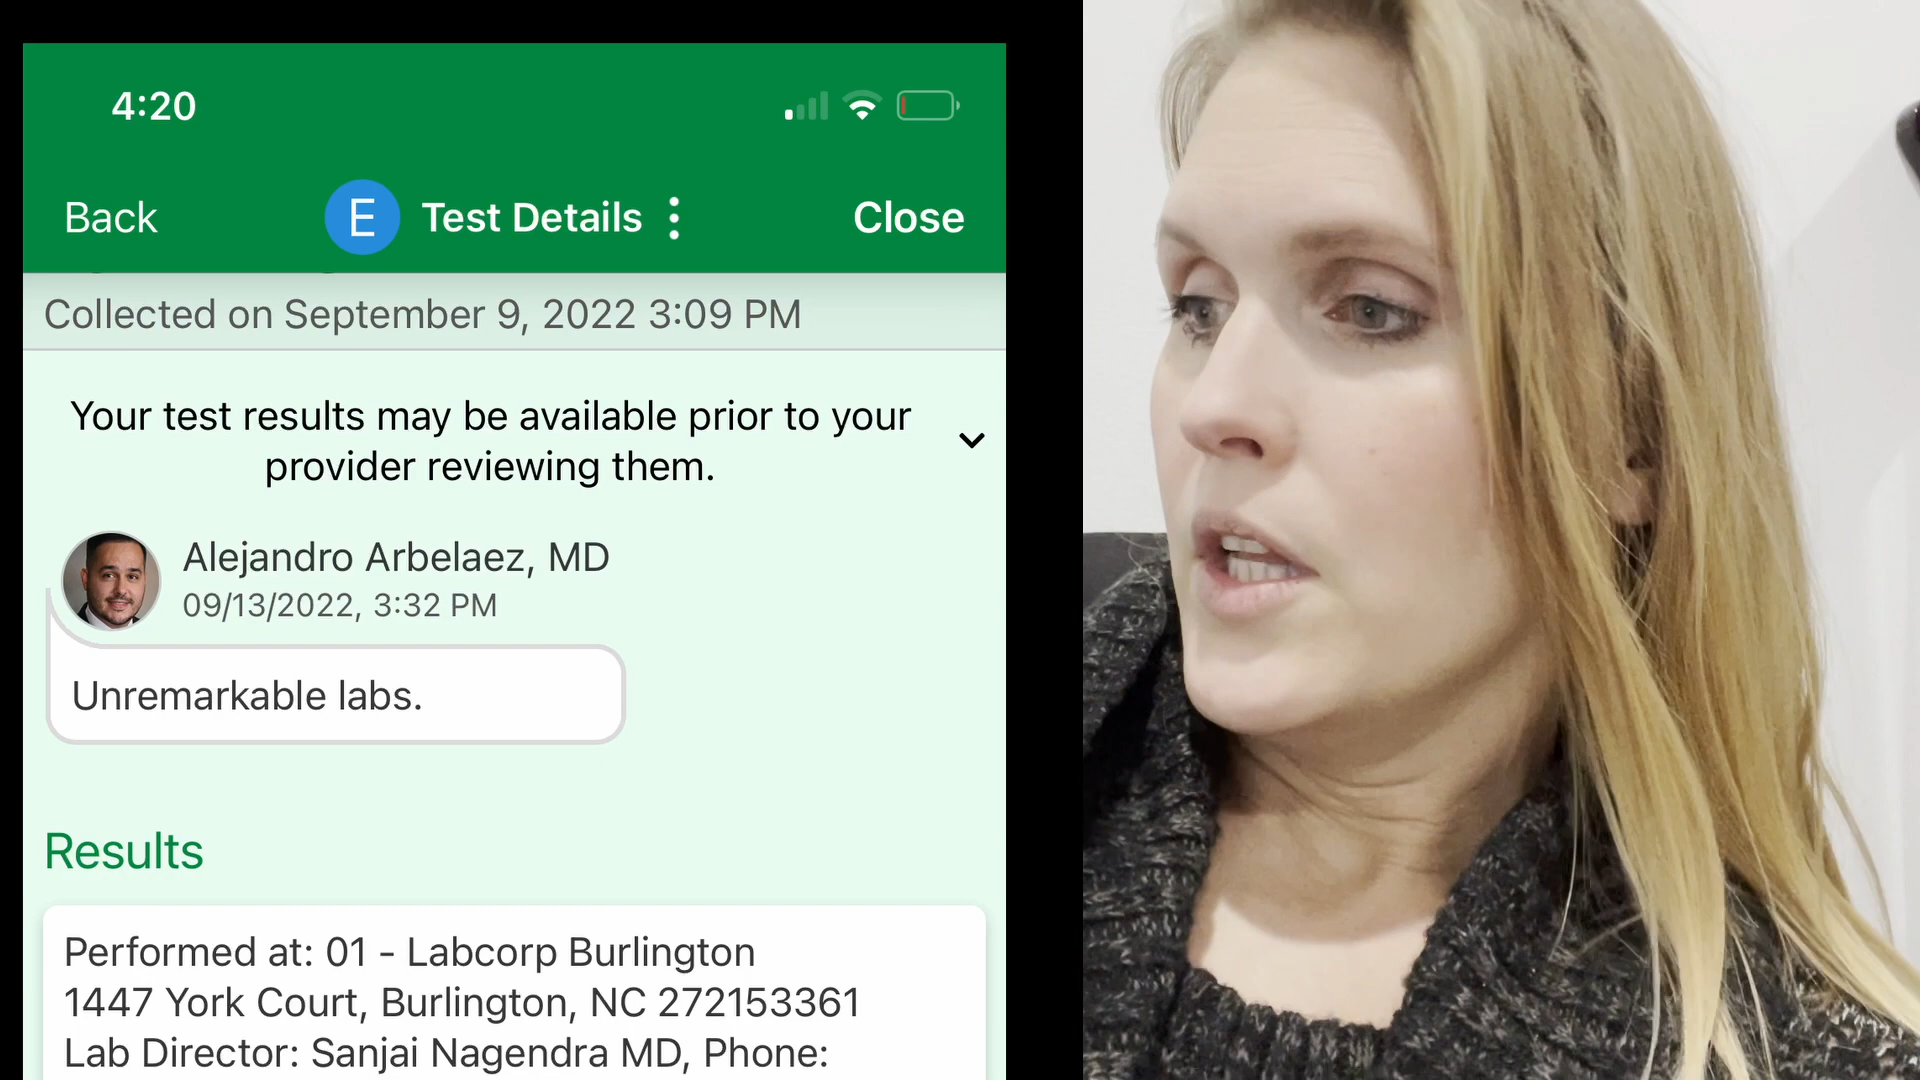 4:20
Back
E
Test Details
Close
Collected on September 9, 2022 3:09 PM
Your test results may be available prior to your
provider reviewing them.
Alejandro Arbelaez, MD
09/13/2022, 3:32 PM
Unremarkable labs.
Results
Performed at: 01 - Labcorp Burlington
1447 York Court, Burlington, NC 272153361
Lab Director: Sanjai Nagendra MD, Phone: